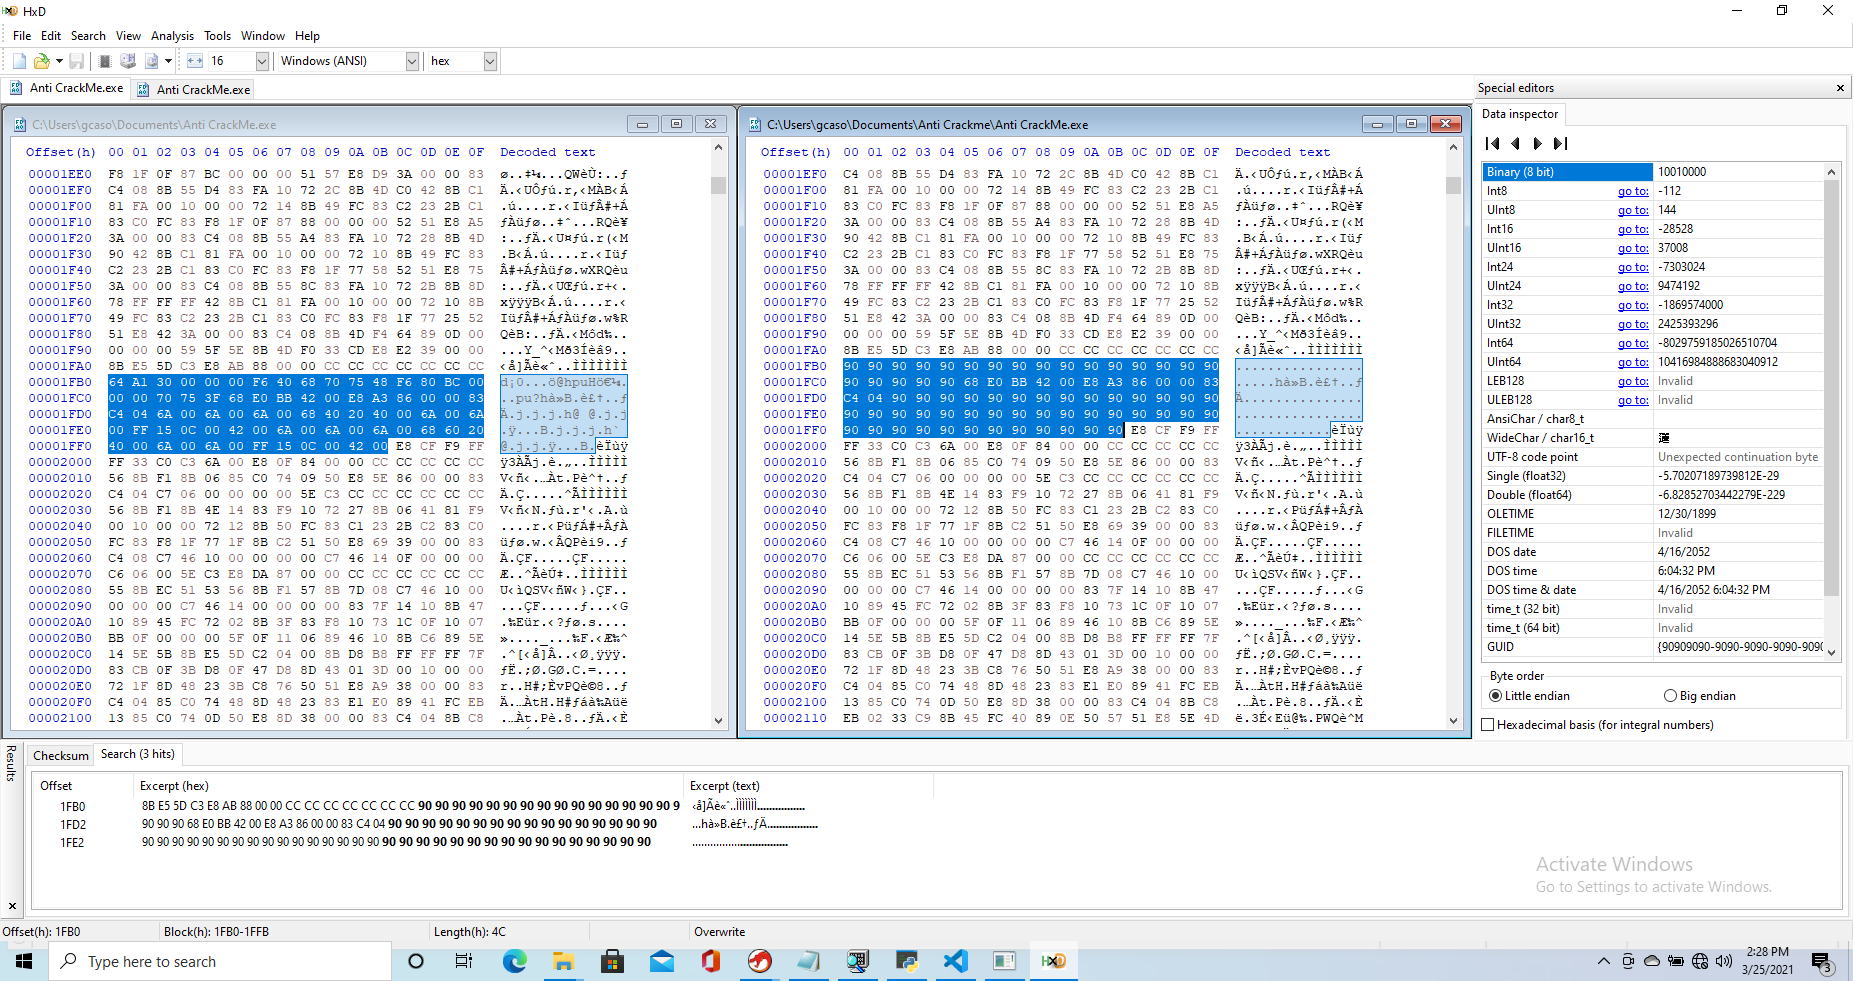 HxD
File Edit Search View Analysis Tools Window Help
16 Windows (ANSI) hex
Anti CrackMe.exe Anti CrackMe.exe
Special editors
C:\Users\gcaso\Documents\Anti CrackMe.exe
C:\Users\gcaso\Documents\Anti Crackme\Anti CrackMe.exe
Data inspector
Offset(h) 00 01 02 03 04 05 06 07 08 09 0A 0B 0C 0D 0E 0F Decoded text
00001EE0 F8 1F 0F 87 BC 00 00 00 51 57 E8 D9 3A 00 00 83
00001EF0 C4 08 8B 55 D4 83 FA 10 72 2C 8B 4D C0 42 8B C1
00001F00 81 FA 00 10 00 00 72 14 8B 49 FC 83 C2 23 2B C1
00001F10 83 C0 FC 83 F8 1F 0F 87 88 00 00 00 52 51 E8 A5
00001F20 3A 00 00 83 C4 08 8B 55 A4 83 FA 10 72 28 8B 4D
00001F30 90 42 8B C1 81 FA 00 10 00 00 72 10 8B 49 FC 83
00001F40 C2 23 2B C1 83 C0 FC 83 F8 1F 77 58 52 51 E8 75
00001F50 3A 00 00 83 C4 08 8B 55 8C 83 FA 10 72 2B 8B 8D
00001F60 78 FF FF FF 42 8B C1 81 FA 00 10 00 00 72 10 8B
00001F70 49 FC 83 C2 23 2B C1 83 C0 FC 83 F8 1F 77 25 52
00001F80 51 E8 42 3A 00 00 83 C4 08 8B 4D F4 64 89 0D 00
00001F90 00 00 00 59 5F 5E 8B 4D F0 33 CD E8 E2 39 00 00
00001FA0 8B E5 5D C3 E8 AB 88 00 00 CC CC CC CC CC CC CC
00001FB0 64 A1 30 00 00 00 F6 40 68 70 75 48 F6 80 BC 00
00001FC0 00 00 70 75 3F 68 E0 BB 42 00 E8 A3 86 00 00 83
00001FD0 C4 04 6A 00 6A 00 6A 00 68 40 20 40 00 6A 00 6A
00001FE0 00 FF 15 0C 00 42 00 6A 00 6A 00 6A 00 68 60 20
00001FF0 40 00 6A 00 6A 00 FF 15 0C 00 42 00 E8 CF F9 FF
00002000 FF 33 C0 C3 6A 00 E8 0F 84 00 00 CC CC CC CC CC
00002010 56 8B F1 8B 06 85 C0 74 09 50 E8 5E 86 00 00 83
00002020 C4 04 C7 06 00 00 00 00 5E C3 CC CC CC CC CC CC
00002030 56 8B F1 8B 4E 14 83 F9 10 72 27 8B 06 41 81 F9
00002040 00 10 00 00 72 12 8B 50 FC 83 C1 23 2B C2 83 C0
00002050 FC 83 F8 1F 77 1F 8B C2 51 50 E8 69 39 00 00 83
00002060 C4 08 C7 46 10 00 00 00 00 C7 46 14 0F 00 00 00
00002070 C6 06 00 5E C3 E8 DA 87 00 00 CC CC CC CC CC CC
00002080 55 8B EC 51 53 56 8B F1 57 8B 7D 08 C7 46 10 00
00002090 00 00 00 C7 46 14 00 00 00 00 83 7F 14 10 8B 47
000020A0 10 89 45 FC 72 02 8B 3F 83 F8 10 73 1C 0F 10 07
000020B0 BB 0F 00 00 00 5F 0F 11 06 89 46 10 8B C6 89 5E
000020C0 14 5E 5B 8B E5 5D C2 04 00 8B D8 B8 FF FF FF 7F
000020D0 83 CB 0F 3B D8 0F 47 D8 8D 43 01 3D 00 10 00 00
000020E0 72 1F 8D 48 23 3B C8 76 50 51 E8 A9 38 00 00 83
000020F0 C4 04 85 C0 74 48 8D 48 23 83 E1 E0 89 41 FC EB
00002100 13 85 C0 74 0D 50 E8 8D 38 00 00 83 C4 04 8B C8
Offset(h) 00 01 02 03 04 05 06 07 08 09 0A 0B 0C 0D 0E 0F Decoded text
00001EF0 C4 08 8B 55 D4 83 FA 10 72 2C 8B 4D C0 42 8B C1
00001F00 81 FA 00 10 00 00 72 14 8B 49 FC 83 C2 23 2B C1
00001F10 83 C0 FC 83 F8 1F 0F 87 88 00 00 00 52 51 E8 A5
00001F20 3A 00 00 83 C4 08 8B 55 A4 83 FA 10 72 28 8B 4D
00001F30 90 42 8B C1 81 FA 00 10 00 00 72 10 8B 49 FC 83
00001F40 C2 23 2B C1 83 C0 FC 83 F8 1F 77 58 52 51 E8 75
00001F50 3A 00 00 83 C4 08 8B 55 8C 83 FA 10 72 2B 8B 8D
00001F60 78 FF FF FF 42 8B C1 81 FA 00 10 00 00 72 10 8B
00001F70 49 FC 83 C2 23 2B C1 83 C0 FC 83 F8 1F 77 25 52
00001F80 51 E8 42 3A 00 00 83 C4 08 8B 4D F4 64 89 0D 00
00001F90 00 00 00 59 5F 5E 8B 4D F0 33 CD E8 E2 39 00 00
00001FA0 8B E5 5D C3 E8 AB 88 00 00 CC CC CC CC CC CC CC
00001FB0 90 90 90 90 90 90 90 90 90 90 90 90 90 90 90 90
00001FC0 90 90 90 90 90 68 E0 BB 42 00 E8 A3 86 00 00 83
00001FD0 C4 04 90 90 90 90 90 90 90 90 90 90 90 90 90 90
00001FE0 90 90 90 90 90 90 90 90 90 90 90 90 90 90 90 90
00001FF0 90 90 90 90 90 90 90 90 90 90 90 90 E8 CF F9 FF
00002000 FF 33 C0 C3 6A 00 E8 0F 84 00 00 CC CC CC CC CC
00002010 56 8B F1 8B 06 85 C0 74 09 50 E8 5E 86 00 00 83
00002020 C4 04 C7 06 00 00 00 00 5E C3 CC CC CC CC CC CC
00002030 56 8B F1 8B 4E 14 83 F9 10 72 27 8B 06 41 81 F9
00002040 00 10 00 00 72 12 8B 50 FC 83 C1 23 2B C2 83 C0
00002050 FC 83 F8 1F 77 1F 8B C2 51 50 E8 69 39 00 00 83
00002060 C4 08 C7 46 10 00 00 00 00 C7 46 14 0F 00 00 00
00002070 C6 06 00 5E C3 E8 DA 87 00 00 CC CC CC CC CC CC
00002080 55 8B EC 51 53 56 8B F1 57 8B 7D 08 C7 46 10 00
00002090 00 00 00 C7 46 14 00 00 00 00 83 7F 14 10 8B 47
000020A0 10 89 45 FC 72 02 8B 3F 83 F8 10 73 1C 0F 10 07
000020B0 BB 0F 00 00 00 5F 0F 11 06 89 46 10 8B C6 89 5E
000020C0 14 5E 5B 8B E5 5D C2 04 00 8B D8 B8 FF FF FF 7F
000020D0 83 CB 0F 3B D8 0F 47 D8 8D 43 01 3D 00 10 00 00
000020E0 72 1F 8D 48 23 3B C8 76 50 51 E8 A9 38 00 00 83
000020F0 C4 04 85 C0 74 48 8D 48 23 83 E1 E0 89 41 FC EB
00002100 13 85 C0 74 0D 50 E8 8D 38 00 00 83 C4 04 8B C8
00002110 EB 02 33 C9 8B 45 FC 40 89 0E 50 57 51 E8 5E 4D
Binary (8 bit) 10010000
Int8 go to: -112
UInt8 go to: 144
Int16 go to: -28528
UInt16 go to: 37008
Int24 go to: -7303024
UInt24 go to: 9474192
Int32 go to: -1869574000
UInt32 go to: 2425393296
Int64 go to: -8029759185026510704
UInt64 go to: 10416984888683040912
LEB128 go to: Invalid
ULEB128 go to: Invalid
AnsiChar / char8_t
WideChar / char16_t
UTF-8 code point Unexpected continuation byte
Single (float32) -5.70207189739812E-29
Double (float64) -6.82852703442279E-229
OLETIME 12/30/1899
FILETIME Invalid
DOS date 4/16/2052
DOS time 6:04:32 PM
DOS time & date 4/16/2052 6:04:32 PM
time_t (32 bit) Invalid
time_t (64 bit) Invalid
GUID {90909090-9090-9090-9090-9090
Byte order
Little endian Big endian
Hexadecimal basis (for integral numbers)
Results
Checksum Search (3 hits)
Offset Excerpt (hex) Excerpt (text)
1FB0 8B E5 5D C3 E8 AB 88 00 00 CC CC CC CC CC CC CC 90 90 90 90 90 90 90 90 90 90 90 90 90 90 90 9 ‹å]Ãè«ˆ..ÌÌÌÌÌÌÌ................
1FD2 90 90 90 68 E0 BB 42 00 E8 A3 86 00 00 83 C4 04 90 90 90 90 90 90 90 90 90 90 90 90 90 90 90 90 ...hà»B.è£†..ƒÄ.................
1FE2 90 90 90 90 90 90 90 90 90 90 90 90 90 90 90 90 90 90 90 90 90 90 90 90 90 90 90 90 90 90 90 90 ................................
Activate Windows
Go to Settings to activate Windows.
Offset(h): 1FB0 Block(h): 1FB0-1FFB Length(h): 4C Overwrite
Type here to search
2:28 PM
3/25/2021
3